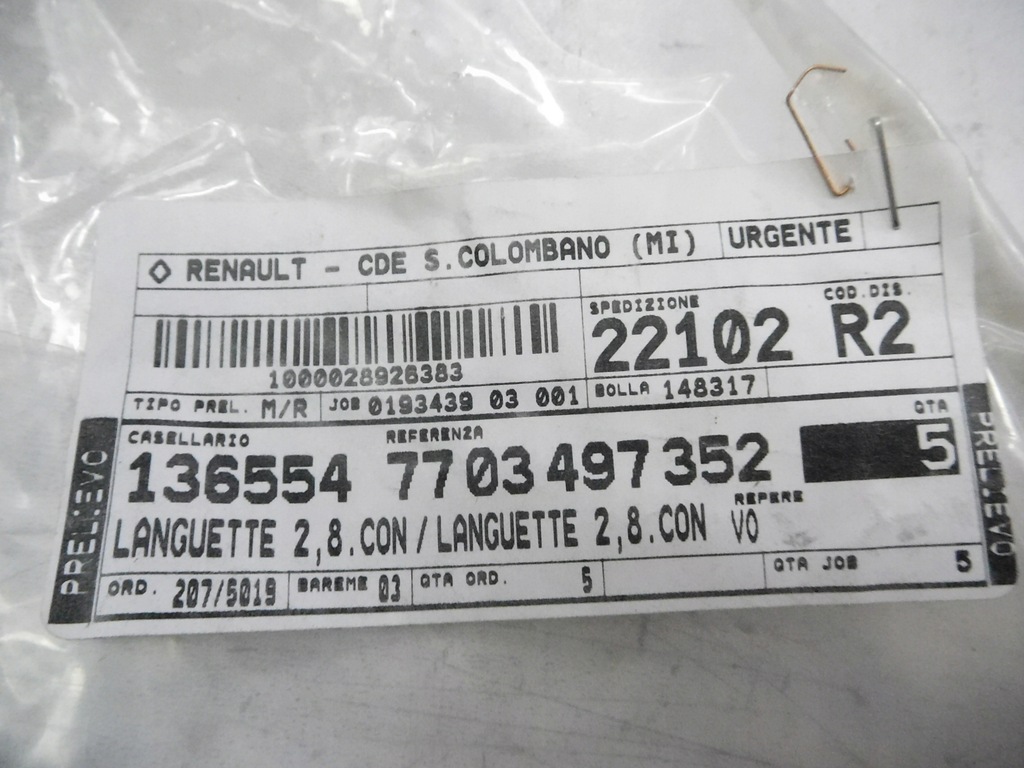 RENAULT - CDE S.COLOMBANO (MI) URGENTE
1000028926383
SPEDIZIONE COD.DIS.
22102 R2
TIPO PREL. M/R JOB 0193439 03 001 BOLLA 148317
CASELLARIO REFERENZA QTA
136554 7703497352 5
LANGUETTE 2,8.CON / LANGUETTE 2,8.CON REPERE VO
ORD. 207/5019 BAREME 03 QTA ORD. 5 QTA JOB 5
PRELIEVO
PRELIEVO